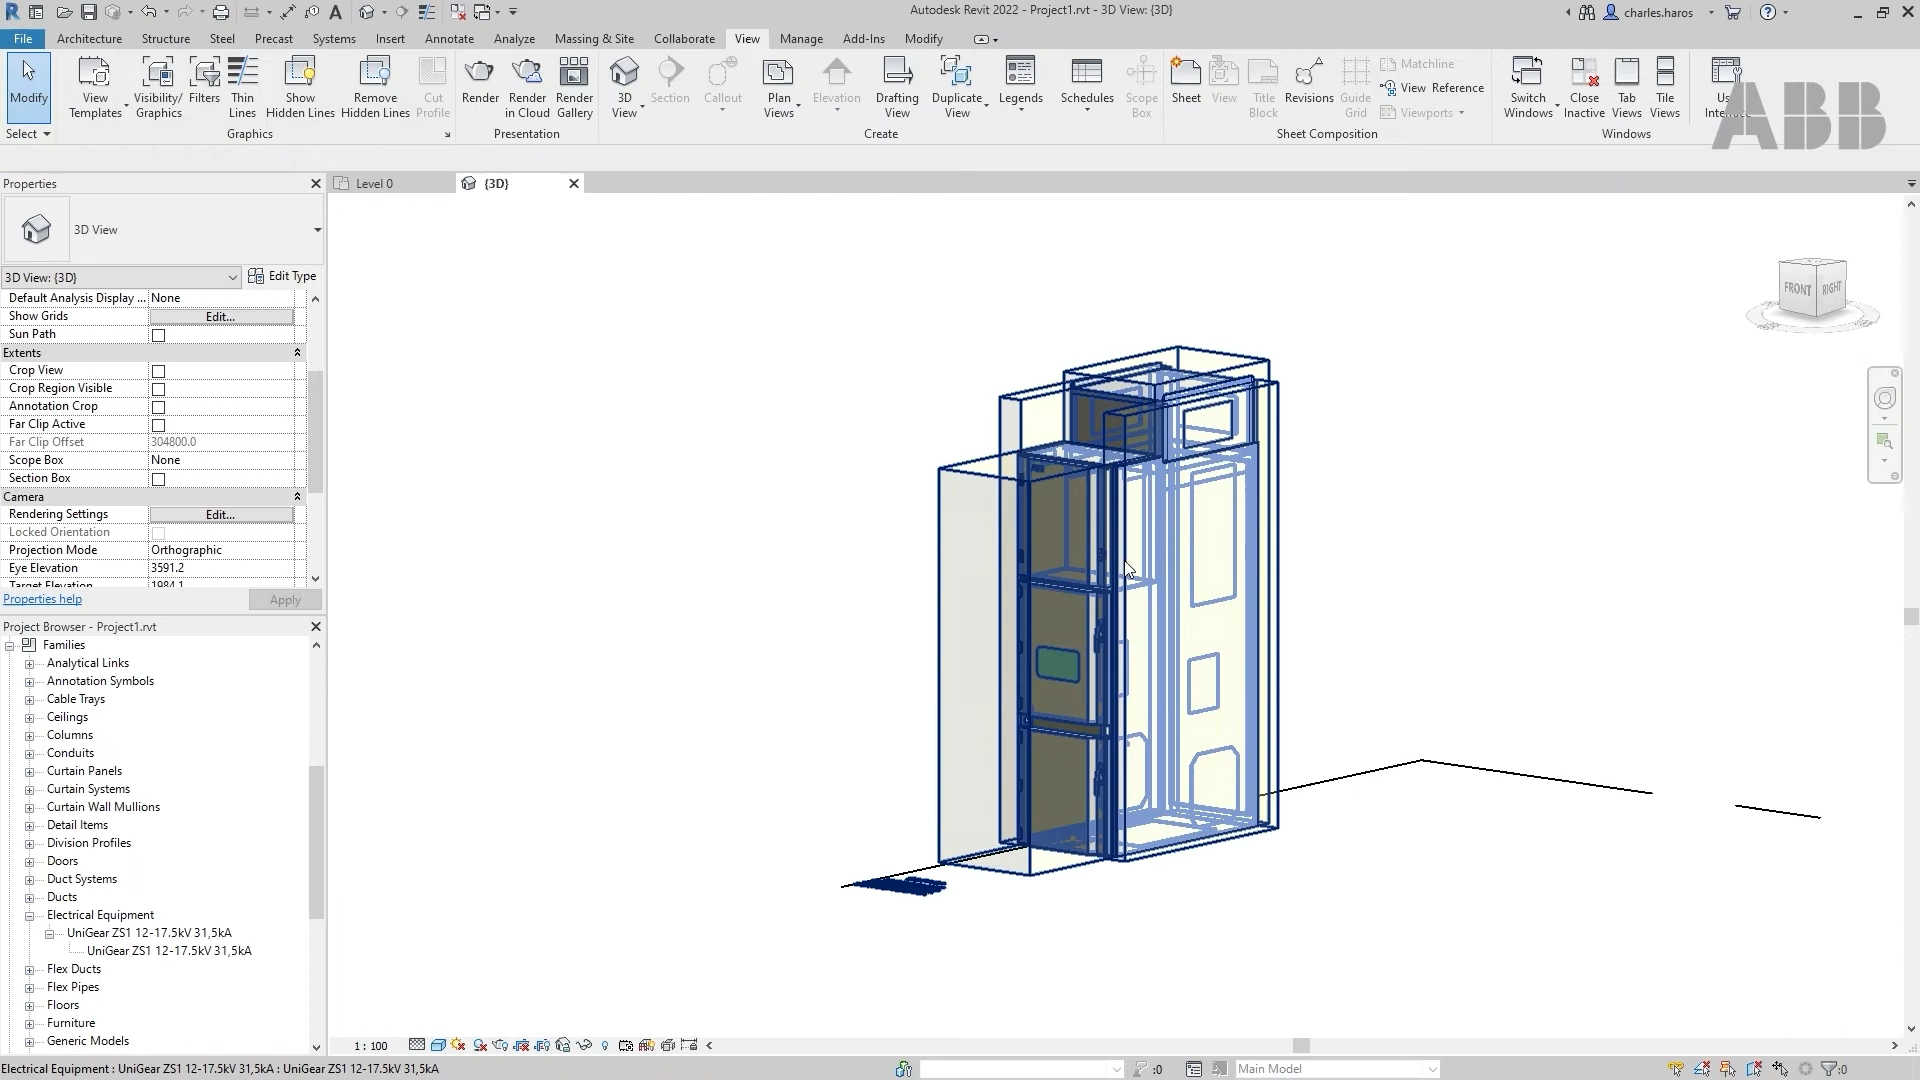 Autodesk Revit 2022 - Project1.rvt - 3D View: {3D}
charles.haros
File Architecture Structure Steel Precast Systems Insert Annotate Analyze Massing & Site Collaborate View Manage Add-Ins Modify
Modify
View Templates
Visibility/ Graphics
Filters
Thin Lines
Show Hidden Lines
Remove Hidden Lines
Cut Profile
Render
Render in Cloud
Render Gallery
3D View
Section
Callout
Plan Views
Elevation
Drafting View
Duplicate View
Legends
Schedules
Scope Box
Sheet
View
Title Block
Revisions
Guide Grid
Matchline
View Reference
Viewports
Switch Windows
Close Inactive
Tab Views
Tile Views
ABB
Select Graphics Presentation Create Sheet Composition Windows
Properties
Level 0
{3D}
3D View
3D View: {3D}
Edit Type
Default Analysis Display ... None
Show Grids Edit...
Sun Path
Extents
Crop View
Crop Region Visible
Annotation Crop
Far Clip Active
Far Clip Offset 304800.0
Scope Box None
Section Box
Camera
Rendering Settings Edit...
Locked Orientation
Projection Mode Orthographic
Eye Elevation 3591.2
Target Elevation 1984.1
Properties help
Apply
FRONT RIGHT
Project Browser - Project1.rvt
Families
Analytical Links
Annotation Symbols
Cable Trays
Ceilings
Columns
Conduits
Curtain Panels
Curtain Systems
Curtain Wall Mullions
Detail Items
Division Profiles
Doors
Duct Systems
Ducts
Electrical Equipment
UniGear ZS1 12-17.5kV 31,5kA
UniGear ZS1 12-17.5kV 31,5kA
Flex Ducts
Flex Pipes
Floors
Furniture
Generic Models
1 : 100
Electrical Equipment : UniGear ZS1 12-17.5kV 31,5kA : UniGear ZS1 12-17.5kV 31,5kA
:0
Main Model
:0